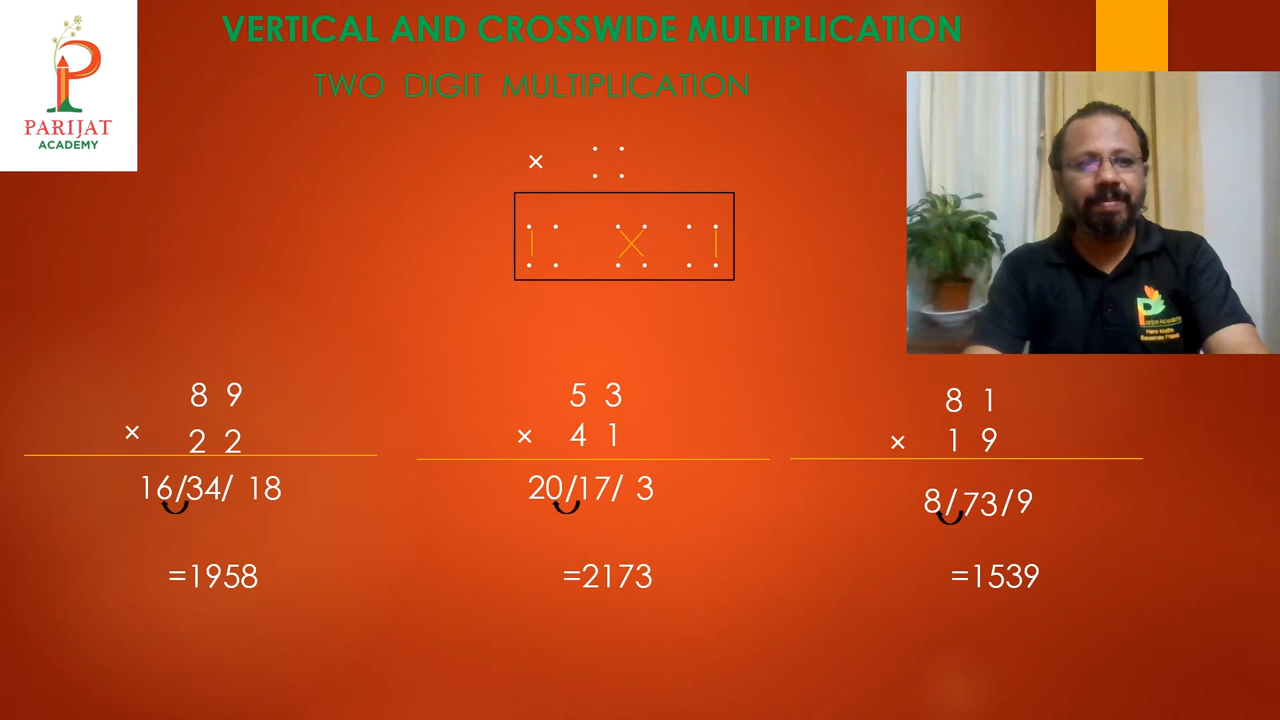 PARIJAT
ACADEMY
VERTICAL AND CROSSWIDE MULTIPLICATION
TWO DIGIT MULTIPLICATION
×
8 9
× 2 2
16/34/ 18
=1958
5 3
× 4 1
20/17/ 3
=2173
8 1
× 1 9
8/73/9
=1539